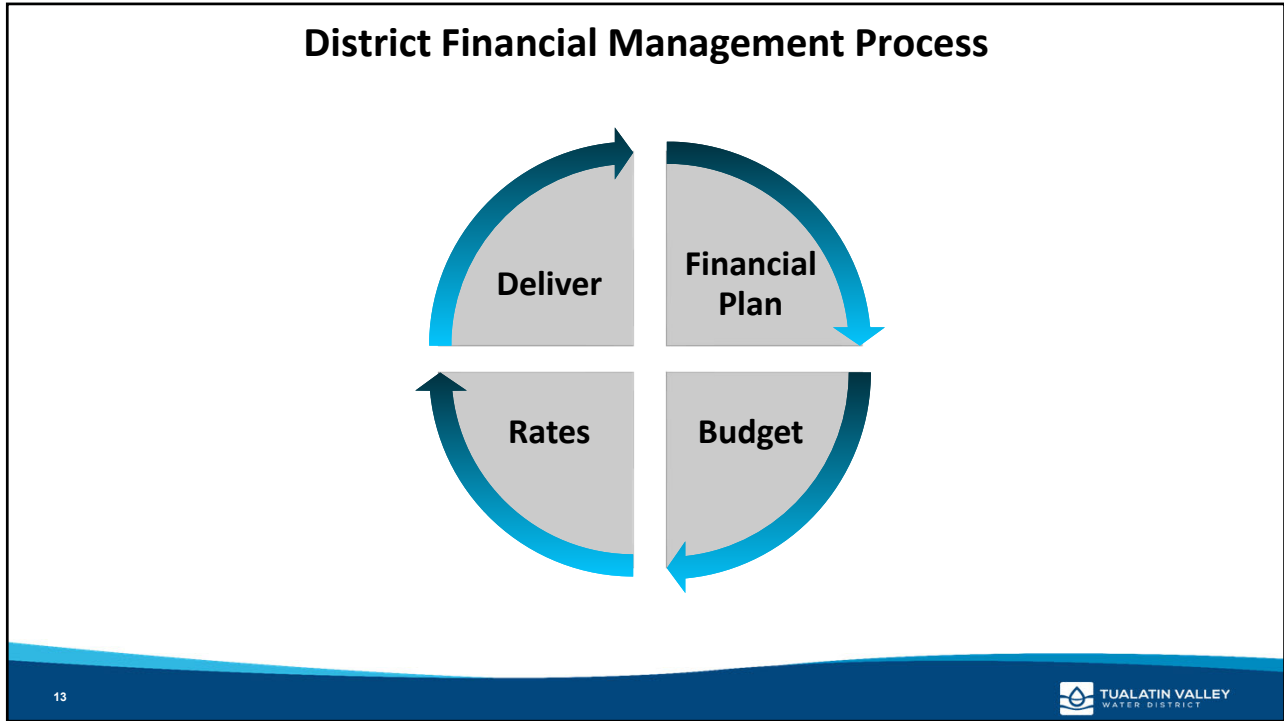 District Financial Management Process
Deliver
Financial
Plan
Rates
Budget
13
TUALATIN VALLEY
WATER DISTRICT